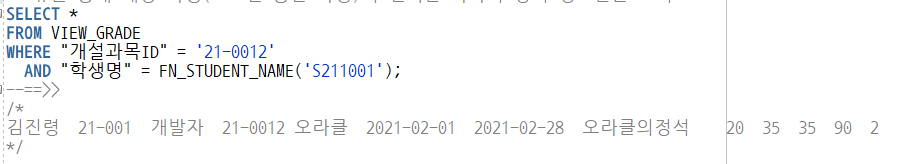 SELECT *
FROM VIEW_GRADE
WHERE "개설과목ID" = '21-0012'
AND "학생명" = FN_STUDENT_NAME('S211001');
--==>>
/*
김진령 21-001 개발자 21-0012 오라클 2021-02-01 2021-02-28 오라클의정석 20 35 35 90 2
*/